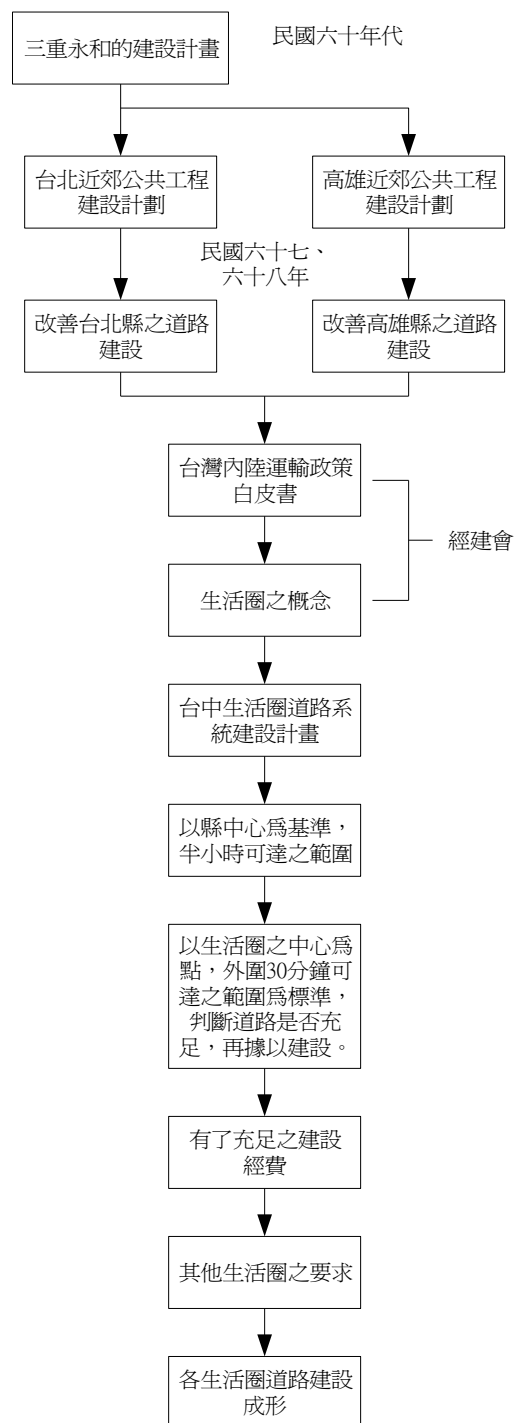 三重永和的建設計畫
民國六十年代
台北近郊公共工程
建設計劃
高雄近郊公共工程
建設計劃
民國六十七、
六十八年
改善台北縣之道路
建設
改善高雄縣之道路
建設
台灣內陸運輸政策
白皮書
經建會
生活圈之概念
台中生活圈道路系
統建設計畫
以縣中心為基準，
半小時可達之範圍
以生活圈之中心為
點，外圍30分鐘可
達之範圍為標準，
判斷道路是否充
足，再據以建設。
有了充足之建設
經費
其他生活圈之要求
各生活圈道路建設
成形